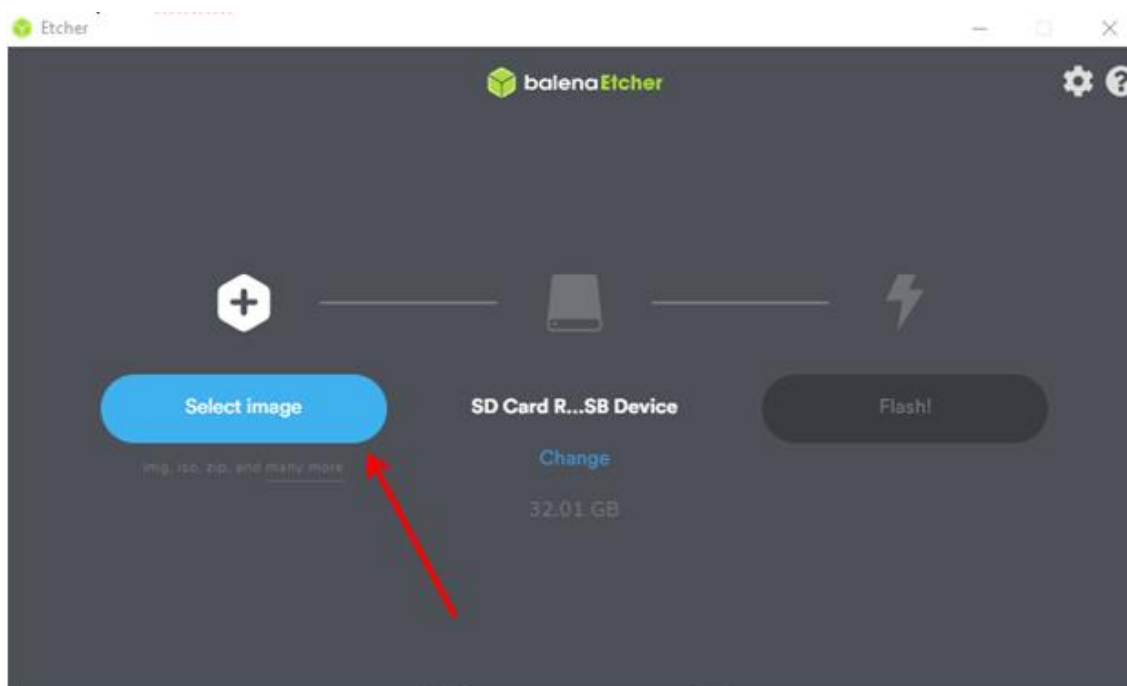 Etcher
balenaEtcher
Select image
img, iso, zip, and many more
SD Card R...SB Device
Change
32.01 GB
Flash!